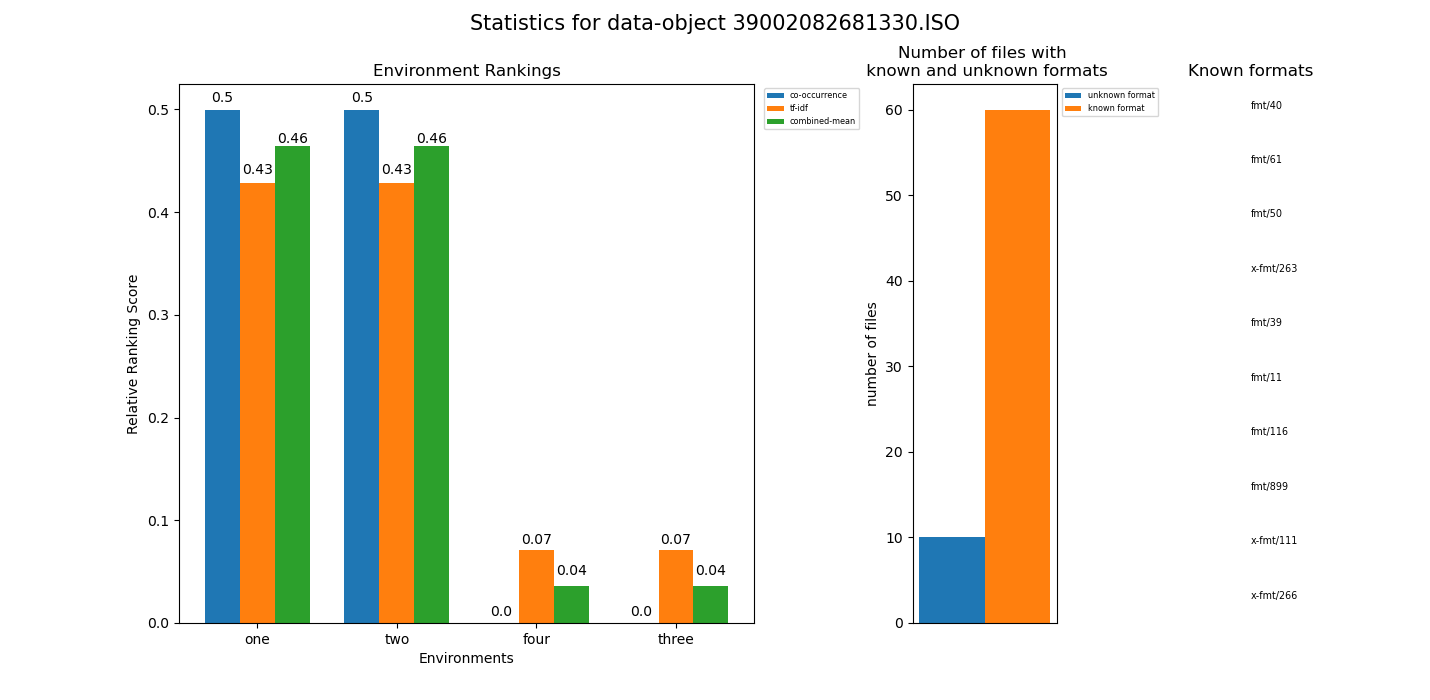 Statistics for data-object 39002082681330.ISO
Environment Rankings
Relative Ranking Score
0.5
0.4
0.3
0.2
0.1
0.0
0.5
0.43
0.46
0.5
0.43
0.46
0.0
0.07
0.04
0.0
0.07
0.04
one two four three
Environments
co-occurrence
tf-idf
combined-mean
Number of files with
known and unknown formats
number of files
60
50
40
30
20
10
0
unknown format
known format
Known formats
fmt/40
fmt/61
fmt/50
x-fmt/263
fmt/39
fmt/11
fmt/116
fmt/899
x-fmt/111
x-fmt/266